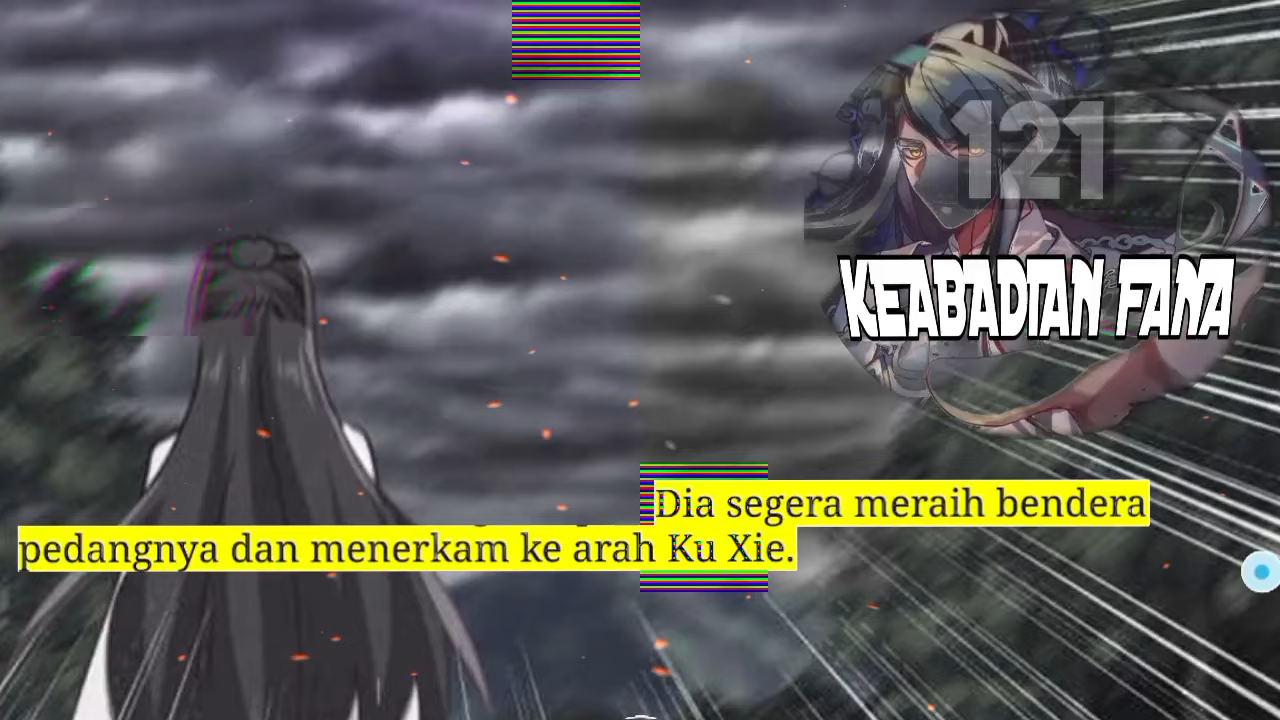 121
KEABADIAN FANA
Dia segera meraih bendera
pedangnya dan menerkam ke arah Ku Xie.